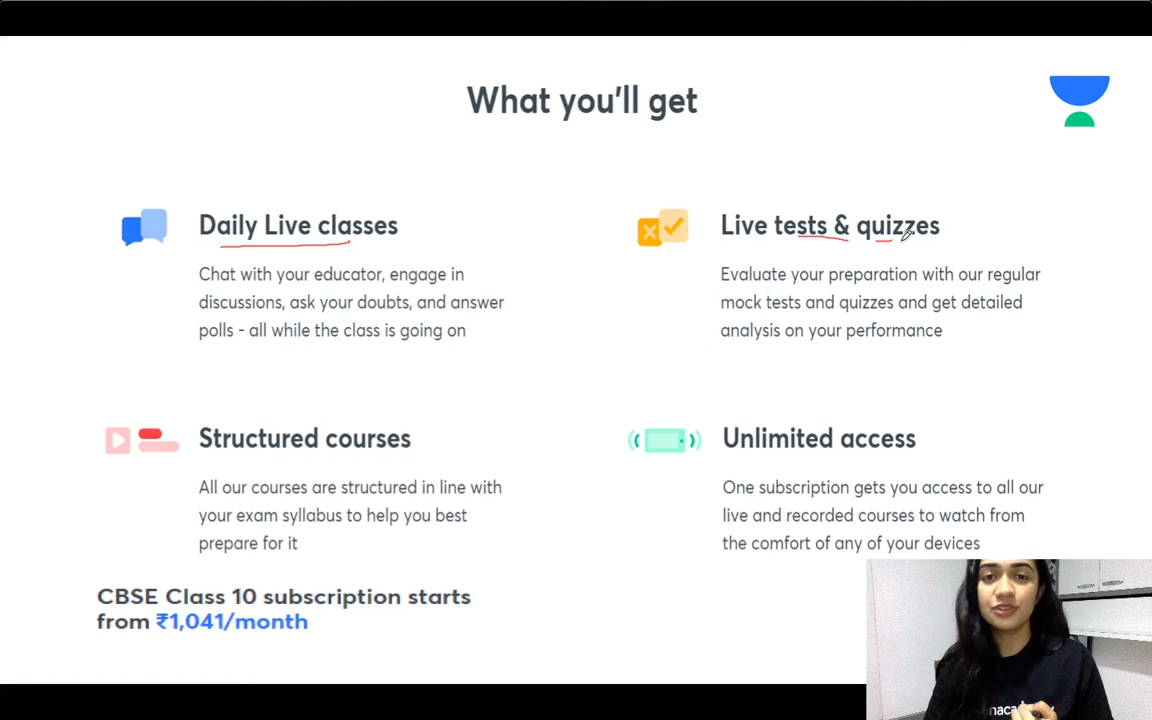 What you'll get
Daily Live classes
Chat with your educator, engage in
discussions, ask your doubts, and answer
polls - all while the class is going on
Live tests & quizzes
Evaluate your preparation with our regular
mock tests and quizzes and get detailed
analysis on your performance
Structured courses
All our courses are structured in line with
your exam syllabus to help you best
prepare for it
Unlimited access
One subscription gets you access to all our
live and recorded courses to watch from
the comfort of any of your devices
CBSE Class 10 subscription starts
from ₹1,041/month